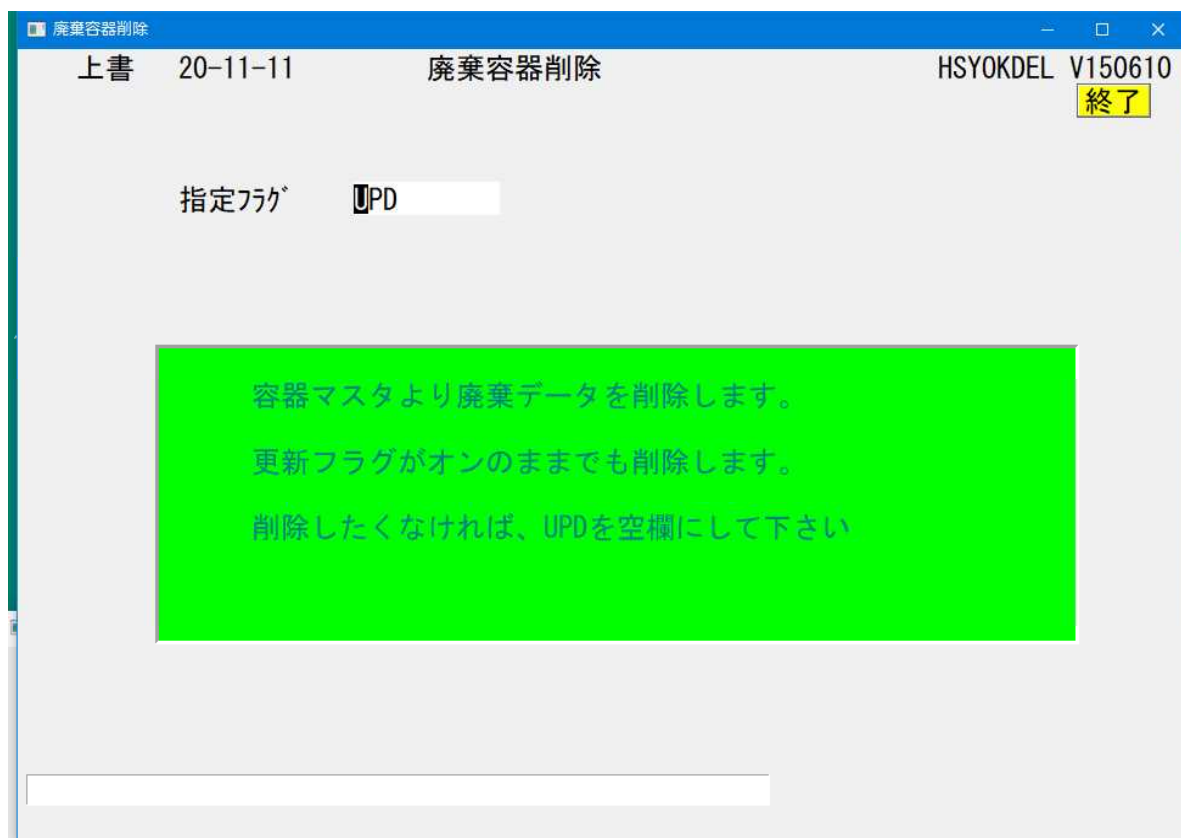 廃棄容器削除
上書 20-11-11 廃棄容器削除 HSYOKDEL V150610
終了
指定ﾌﾗｸﾞ UPD
容器マスタより廃棄データを削除します。
更新フラグがオンのままでも削除します。
削除したくなければ、UPDを空欄にして下さい